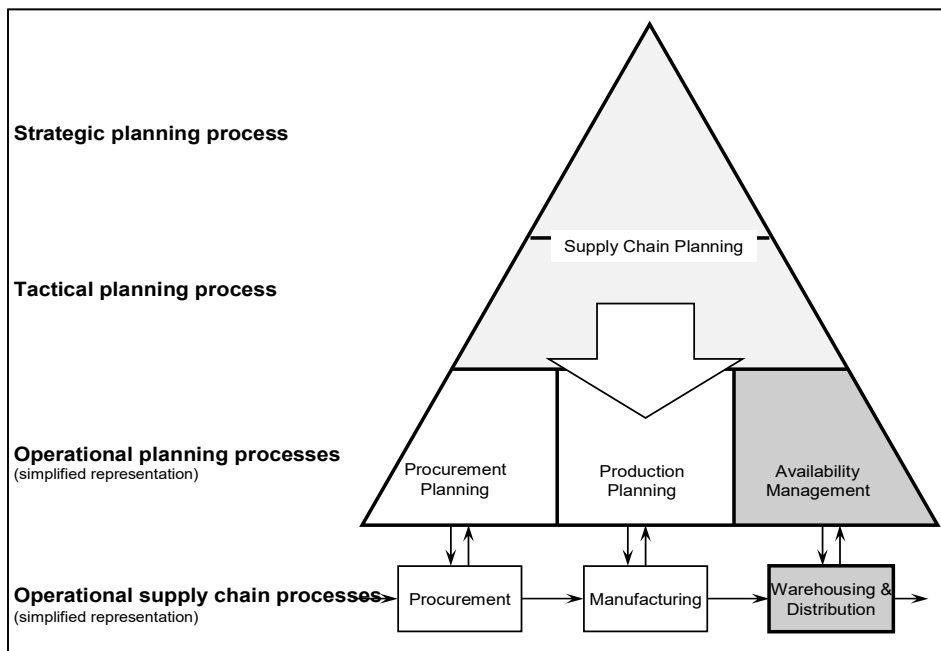 Strategic planning process
Supply Chain Planning
Tactical planning process
Operational planning processes
(simplified representation)
Procurement
Planning
Production
Planning
Availability
Management
Operational supply chain processes
(simplified representation)
Procurement
Manufacturing
Warehousing &
Distribution